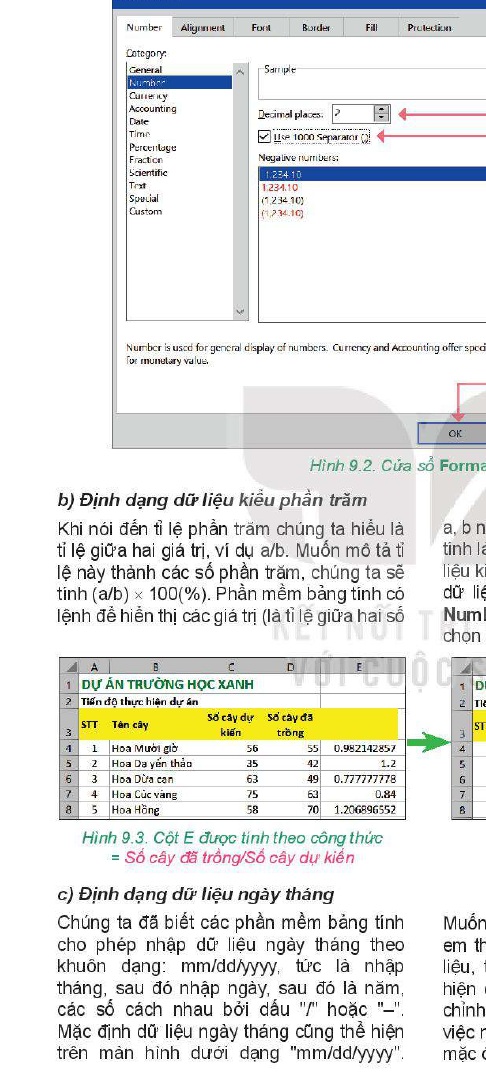 Number Alignment Font Border Fill Protection
Category:
General
Number
Currency
Accounting
Date
Time
Percentage
Fraction
Scientific
Text
Special
Custom
Sample
Decimal places: 2
Use 1000 Separator (,)
Negative numbers:
-1,234.10
1,234.10
(1,234.10)
(1,234.10)
Number is used for general display of numbers. Currency and Accounting offer speci
for monetary value.
OK
Hình 9.2. Cửa sổ Forma
b) Định dạng dữ liệu kiểu phần trăm
Khi nói đến tỉ lệ phần trăm chúng ta hiểu là
tỉ lệ giữa hai giá trị, ví dụ a/b. Muốn mô tả tỉ
lệ này thành các số phần trăm, chúng ta sẽ
tính (a/b) × 100(%). Phần mềm bảng tính có
lệnh để hiển thị các giá trị (là tỉ lệ giữa hai số
a, b n
tính là
liệu ki
dữ liệ
Numb
chọn
KẾT NỐI TRI
VỚI CUỘC S
A B C D E
1 DỰ ÁN TRƯỜNG HỌC XANH
2 Tiến độ thực hiện dự án
3 STT Tên cây Số cây dự kiến Số cây đã trồng
4 1 Hoa Mười giờ 56 55 0.982142857
5 2 Hoa Dạ yến thảo 35 42 1.2
6 3 Hoa Dừa cạn 63 49 0.777777778
7 4 Hoa Cúc vàng 75 63 0.84
8 5 Hoa Hồng 58 70 1.206896552
1 D
2 Tiế
3 ST
4
5
6
7
8
Hình 9.3. Cột E được tính theo công thức
= Số cây đã trồng/Số cây dự kiến
c) Định dạng dữ liệu ngày tháng
Chúng ta đã biết các phần mềm bảng tính
cho phép nhập dữ liệu ngày tháng theo
khuôn dạng: mm/dd/yyyy, tức là nhập
tháng, sau đó nhập ngày, sau đó là năm,
các số cách nhau bởi dấu "/" hoặc "–".
Mặc định dữ liệu ngày tháng cũng thể hiện
trên màn hình dưới dạng "mm/dd/yyyy".
Muốn
em th
liệu, t
hiện
chỉnh
việc n
mặc